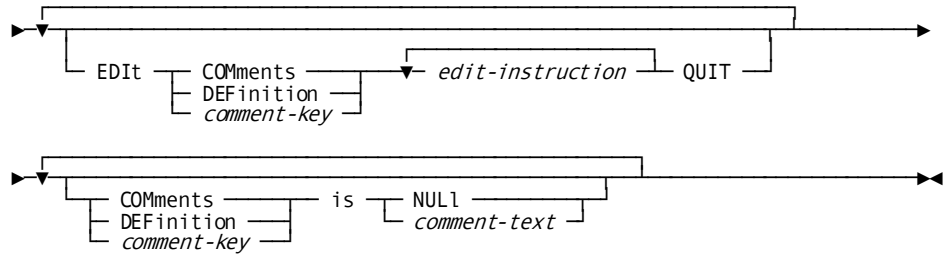 EDIt COMments edit-instruction QUIT
DEFinition
comment-key
COMments is NULl
DEFinition comment-text
comment-key